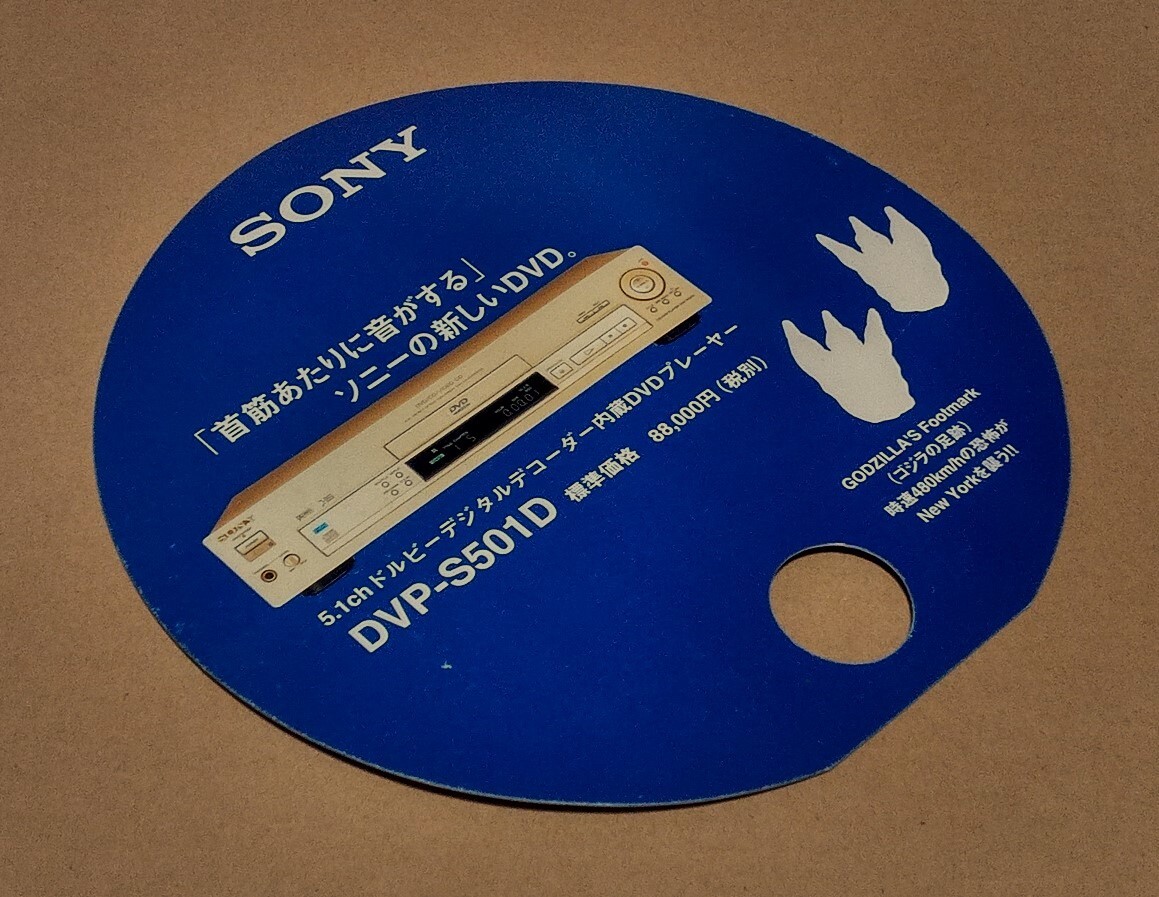 SONY
「首筋あたりに音がする」
ソニーの新しいDVD。
DVD
SONY
5.1chドルビーデジタルデコーダー内蔵DVDプレーヤー
DVP-S501D 標準価格 88,000円（税別）
GODZILLA'S Footmark
（ゴジラの足跡）
時速480km/hの恐怖が
New Yorkを襲う!!